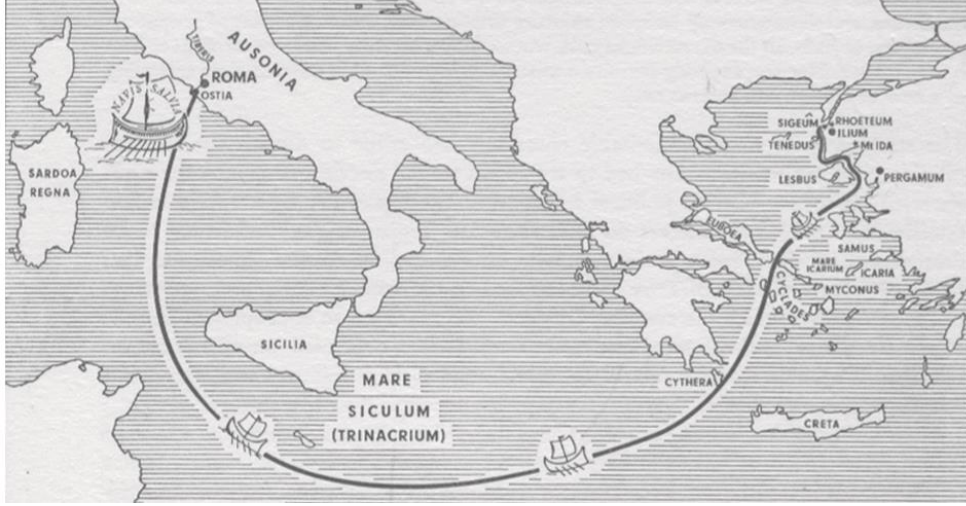 AUSONIA
TIBERIS
ROMA
OSTIA
NAVIS SALVIA
SARDOA
REGNA
SICILIA
MARE
SICULUM
(TRINACRIUM)
SIGEUM
RHOETEUM
ILIUM
TENEDUS
M. IDA
LESBUS
PERGAMUM
EUBOEA
SAMUS
MARE
ICARIUM
ICARIA
MYCONUS
CYCLADES
CYTHERA
CRETA